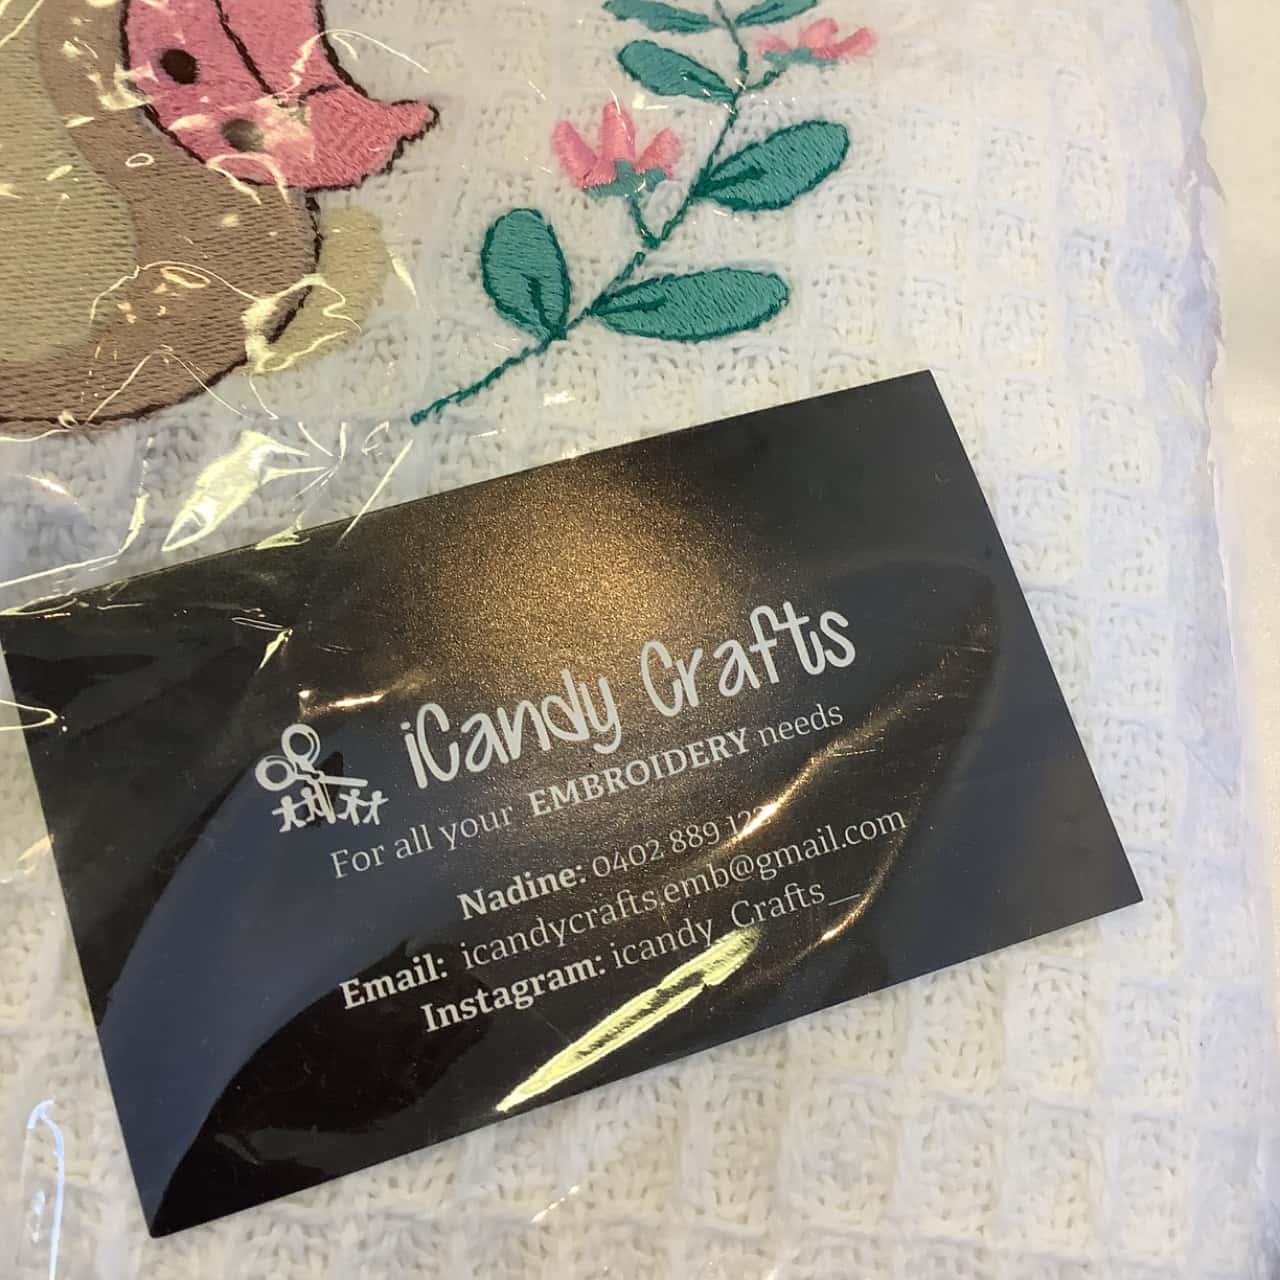 iCandy Crafts
For all your EMBROIDERY needs
Nadine: 0402 889
Email: icandycrafts.emb@gmail.com
Instagram: icandy_Crafts__